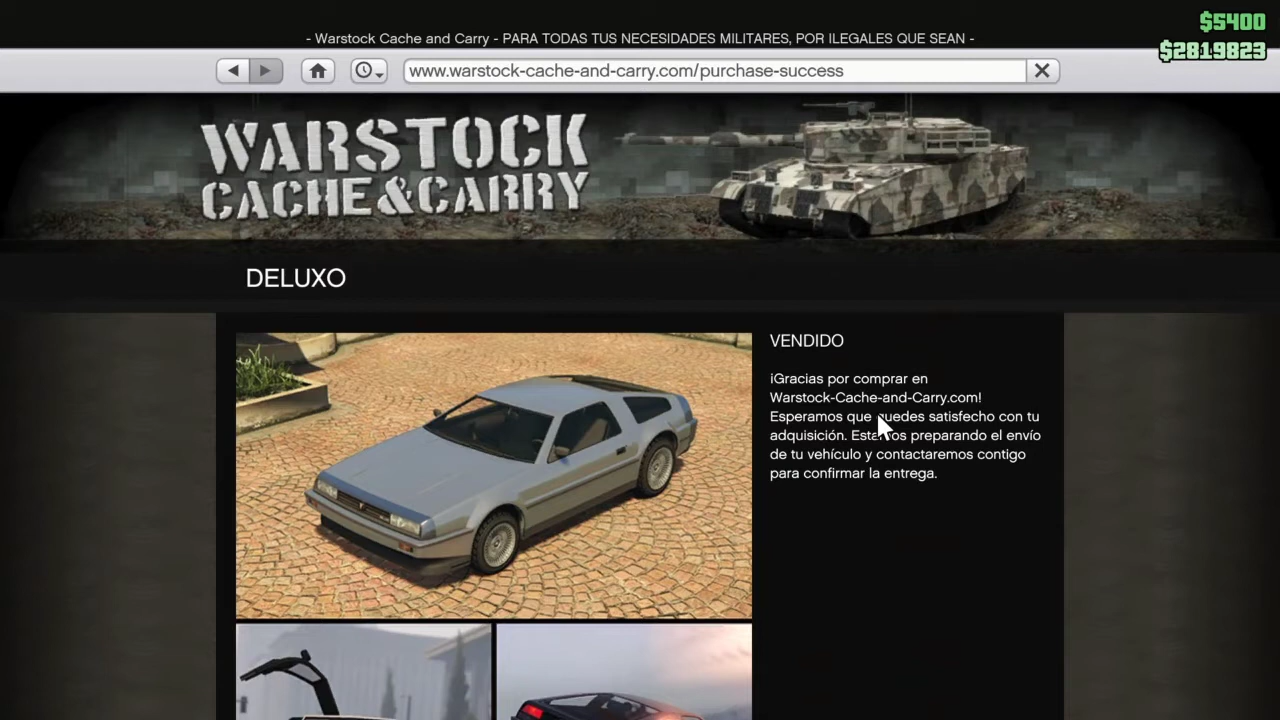 $5400
$2819823
- Warstock Cache and Carry - PARA TODAS TUS NECESIDADES MILITARES, POR ILEGALES QUE SEAN -
www.warstock-cache-and-carry.com/purchase-success
WARSTOCK
CACHE & CARRY
DELUXO
VENDIDO
¡Gracias por comprar en
Warstock-Cache-and-Carry.com!
Esperamos que quedes satisfecho con tu
adquisición. Estamos preparando el envío
de tu vehículo y contactaremos contigo
para confirmar la entrega.